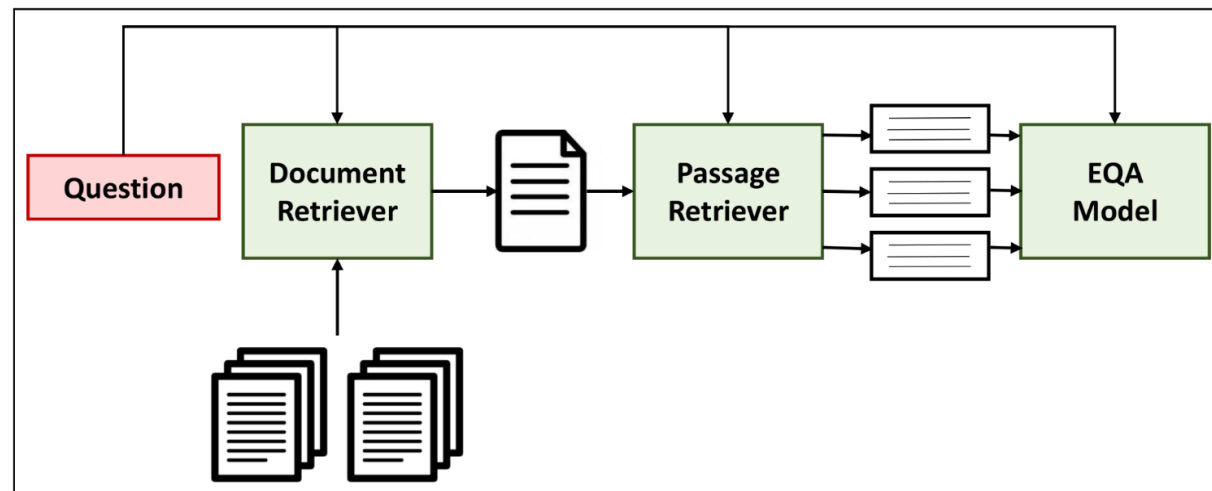 Question
Document
Retriever
Passage
Retriever
EQA
Model